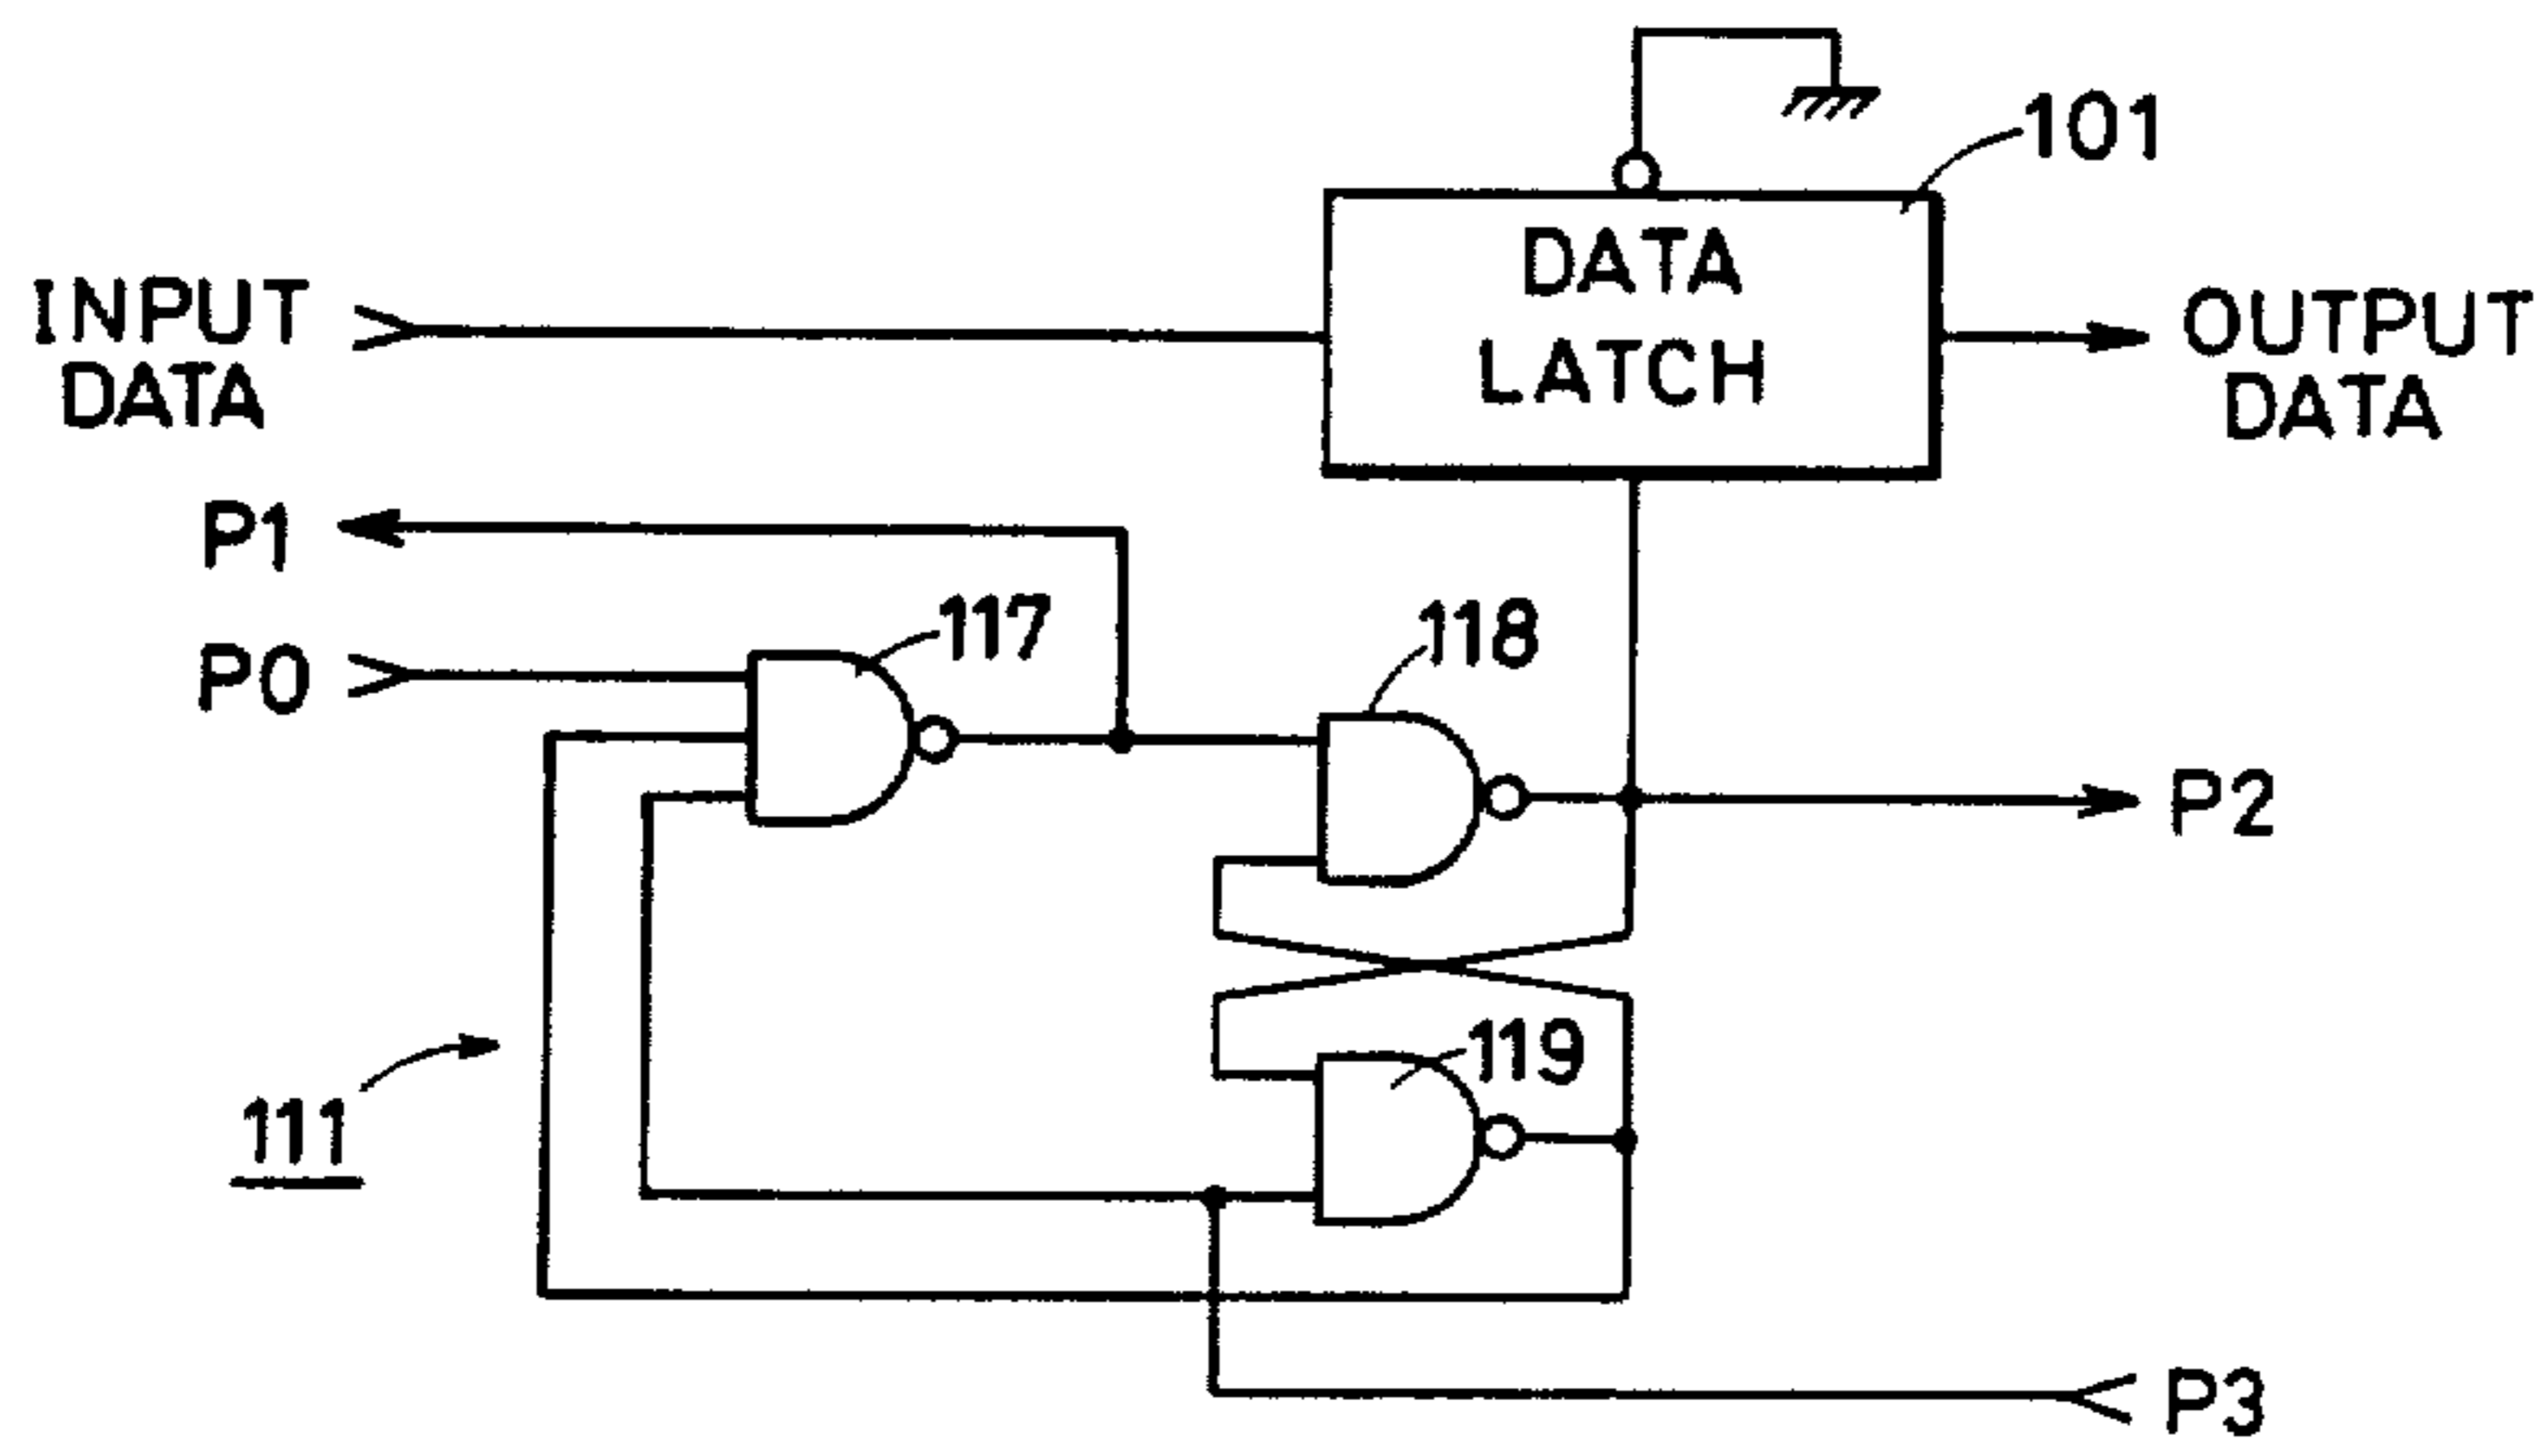 101
DATA
LATCH
INPUT
DATA
OUTPUT
DATA
P1
117
118
P0
P2
119
111
P3